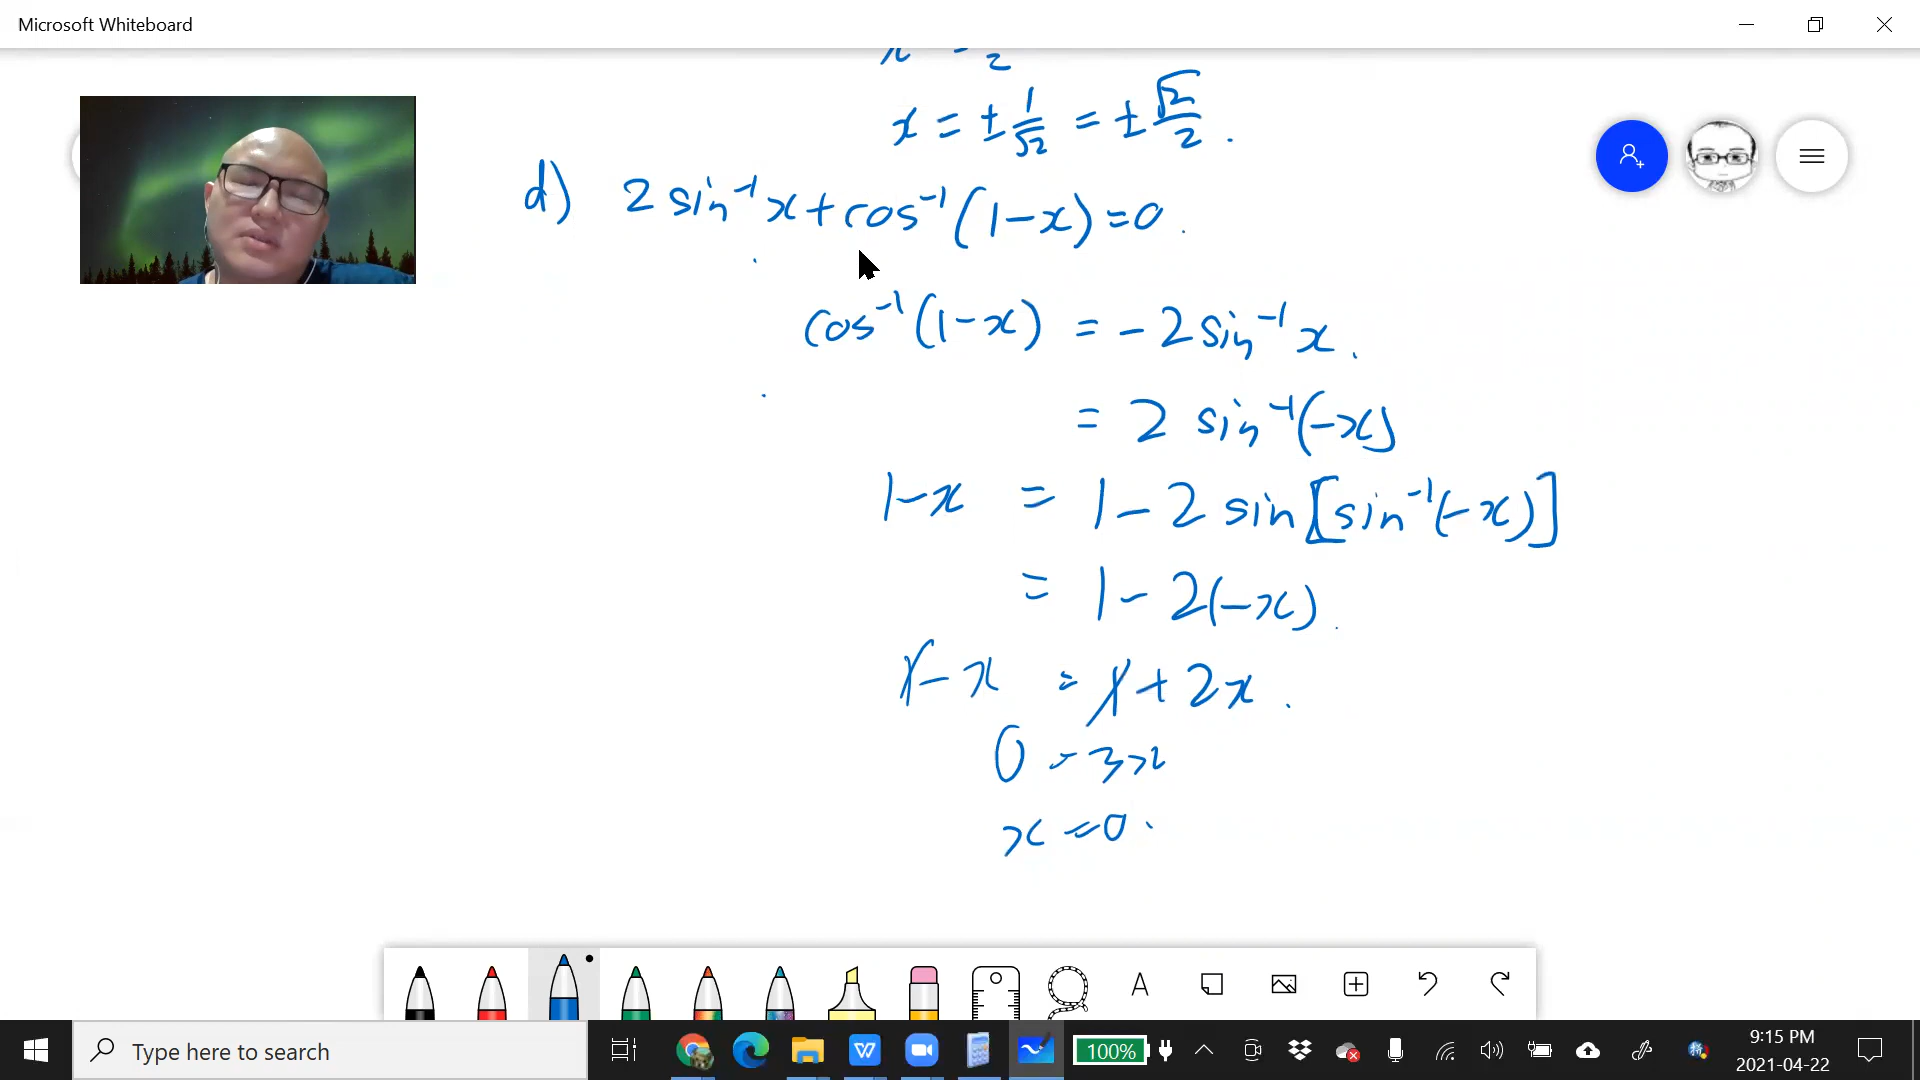 Microsoft Whiteboard
x = ± 1/√2 = ± √2/2 .
d) 2 sin⁻¹x + cos⁻¹(1-x) = 0 .
cos⁻¹(1-x) = -2 sin⁻¹ x .
= 2 sin⁻¹(-x)
1-x = 1 - 2 sin[sin⁻¹(-x)]
= 1 - 2(-x) .
1-x = 1 + 2x .
0 = 3x
x = 0 .
A
Type here to search
100%
9:15 PM
2021-04-22